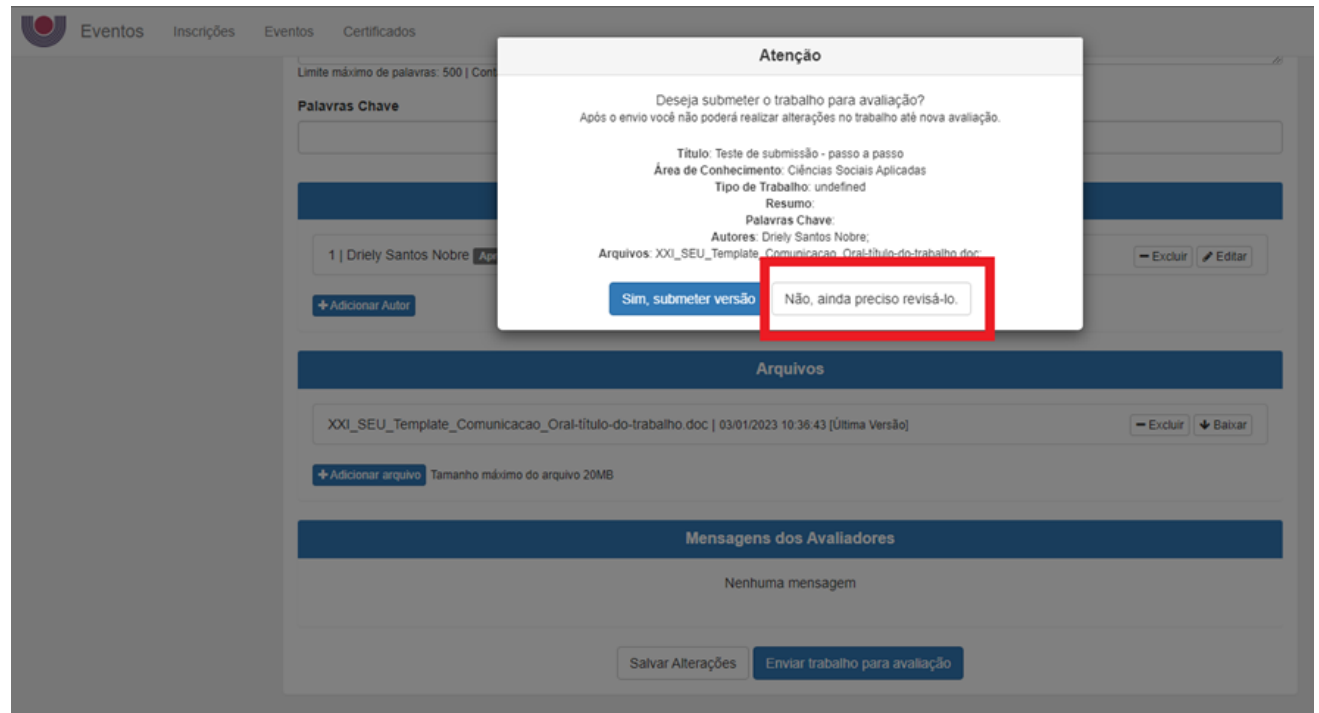 Eventos Inscrições Eventos Certificados
Atenção
Limite máximo de palavras: 500 |
Palavras Chave
Deseja submeter o trabalho para avaliação?
Após o envio você não poderá realizar alterações no trabalho até nova avaliação.
Título: Teste de submissão - passo a passo
Área de Conhecimento: Ciências Sociais Aplicadas
Tipo de Trabalho: undefined
Resumo:
Palavras Chave:
Autores: Driely Santos Nobre;
Arquivos: XXI_SEU_Template_Comunicacao_Oral-título-do-trabalho.doc;
Sim, submeter versão Não, ainda preciso revisá-lo.
1 | Driely Santos Nobre
Excluir Editar
Adicionar Autor
Arquivos
XXI_SEU_Template_Comunicacao_Oral-título-do-trabalho.doc | 03/01/2023 10:36:43 [Última Versão] Excluir Baixar
Adicionar arquivo Tamanho máximo do arquivo 20MB
Mensagens dos Avaliadores
Nenhuma mensagem
Salvar Alterações Enviar trabalho para avaliação